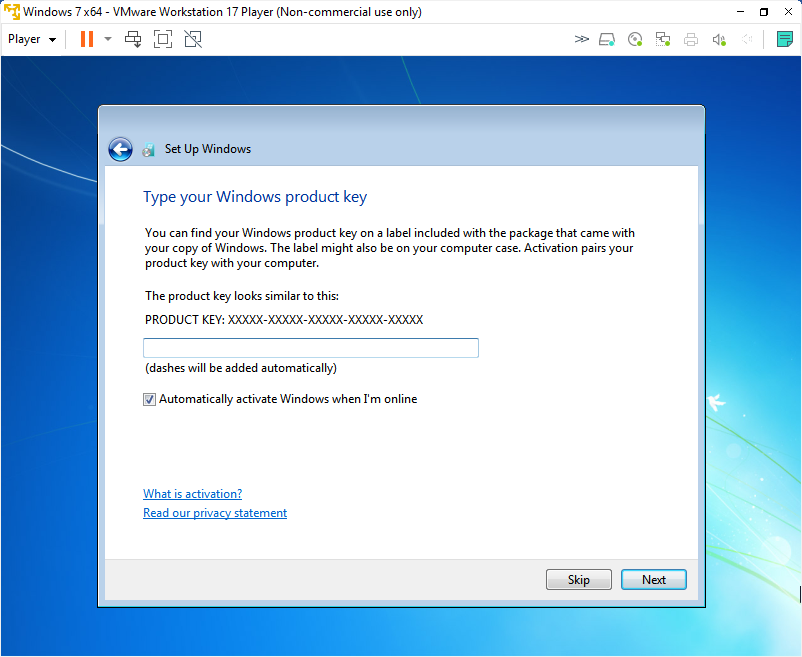 Windows 7 x64 - VMware Workstation 17 Player (Non-commercial use only)
Player
Set Up Windows
Type your Windows product key
You can find your Windows product key on a label included with the package that came with
your copy of Windows. The label might also be on your computer case. Activation pairs your
product key with your computer.
The product key looks similar to this:
PRODUCT KEY: XXXXX-XXXXX-XXXXX-XXXXX-XXXXX
(dashes will be added automatically)
Automatically activate Windows when I'm online
What is activation?
Read our privacy statement
Skip
Next